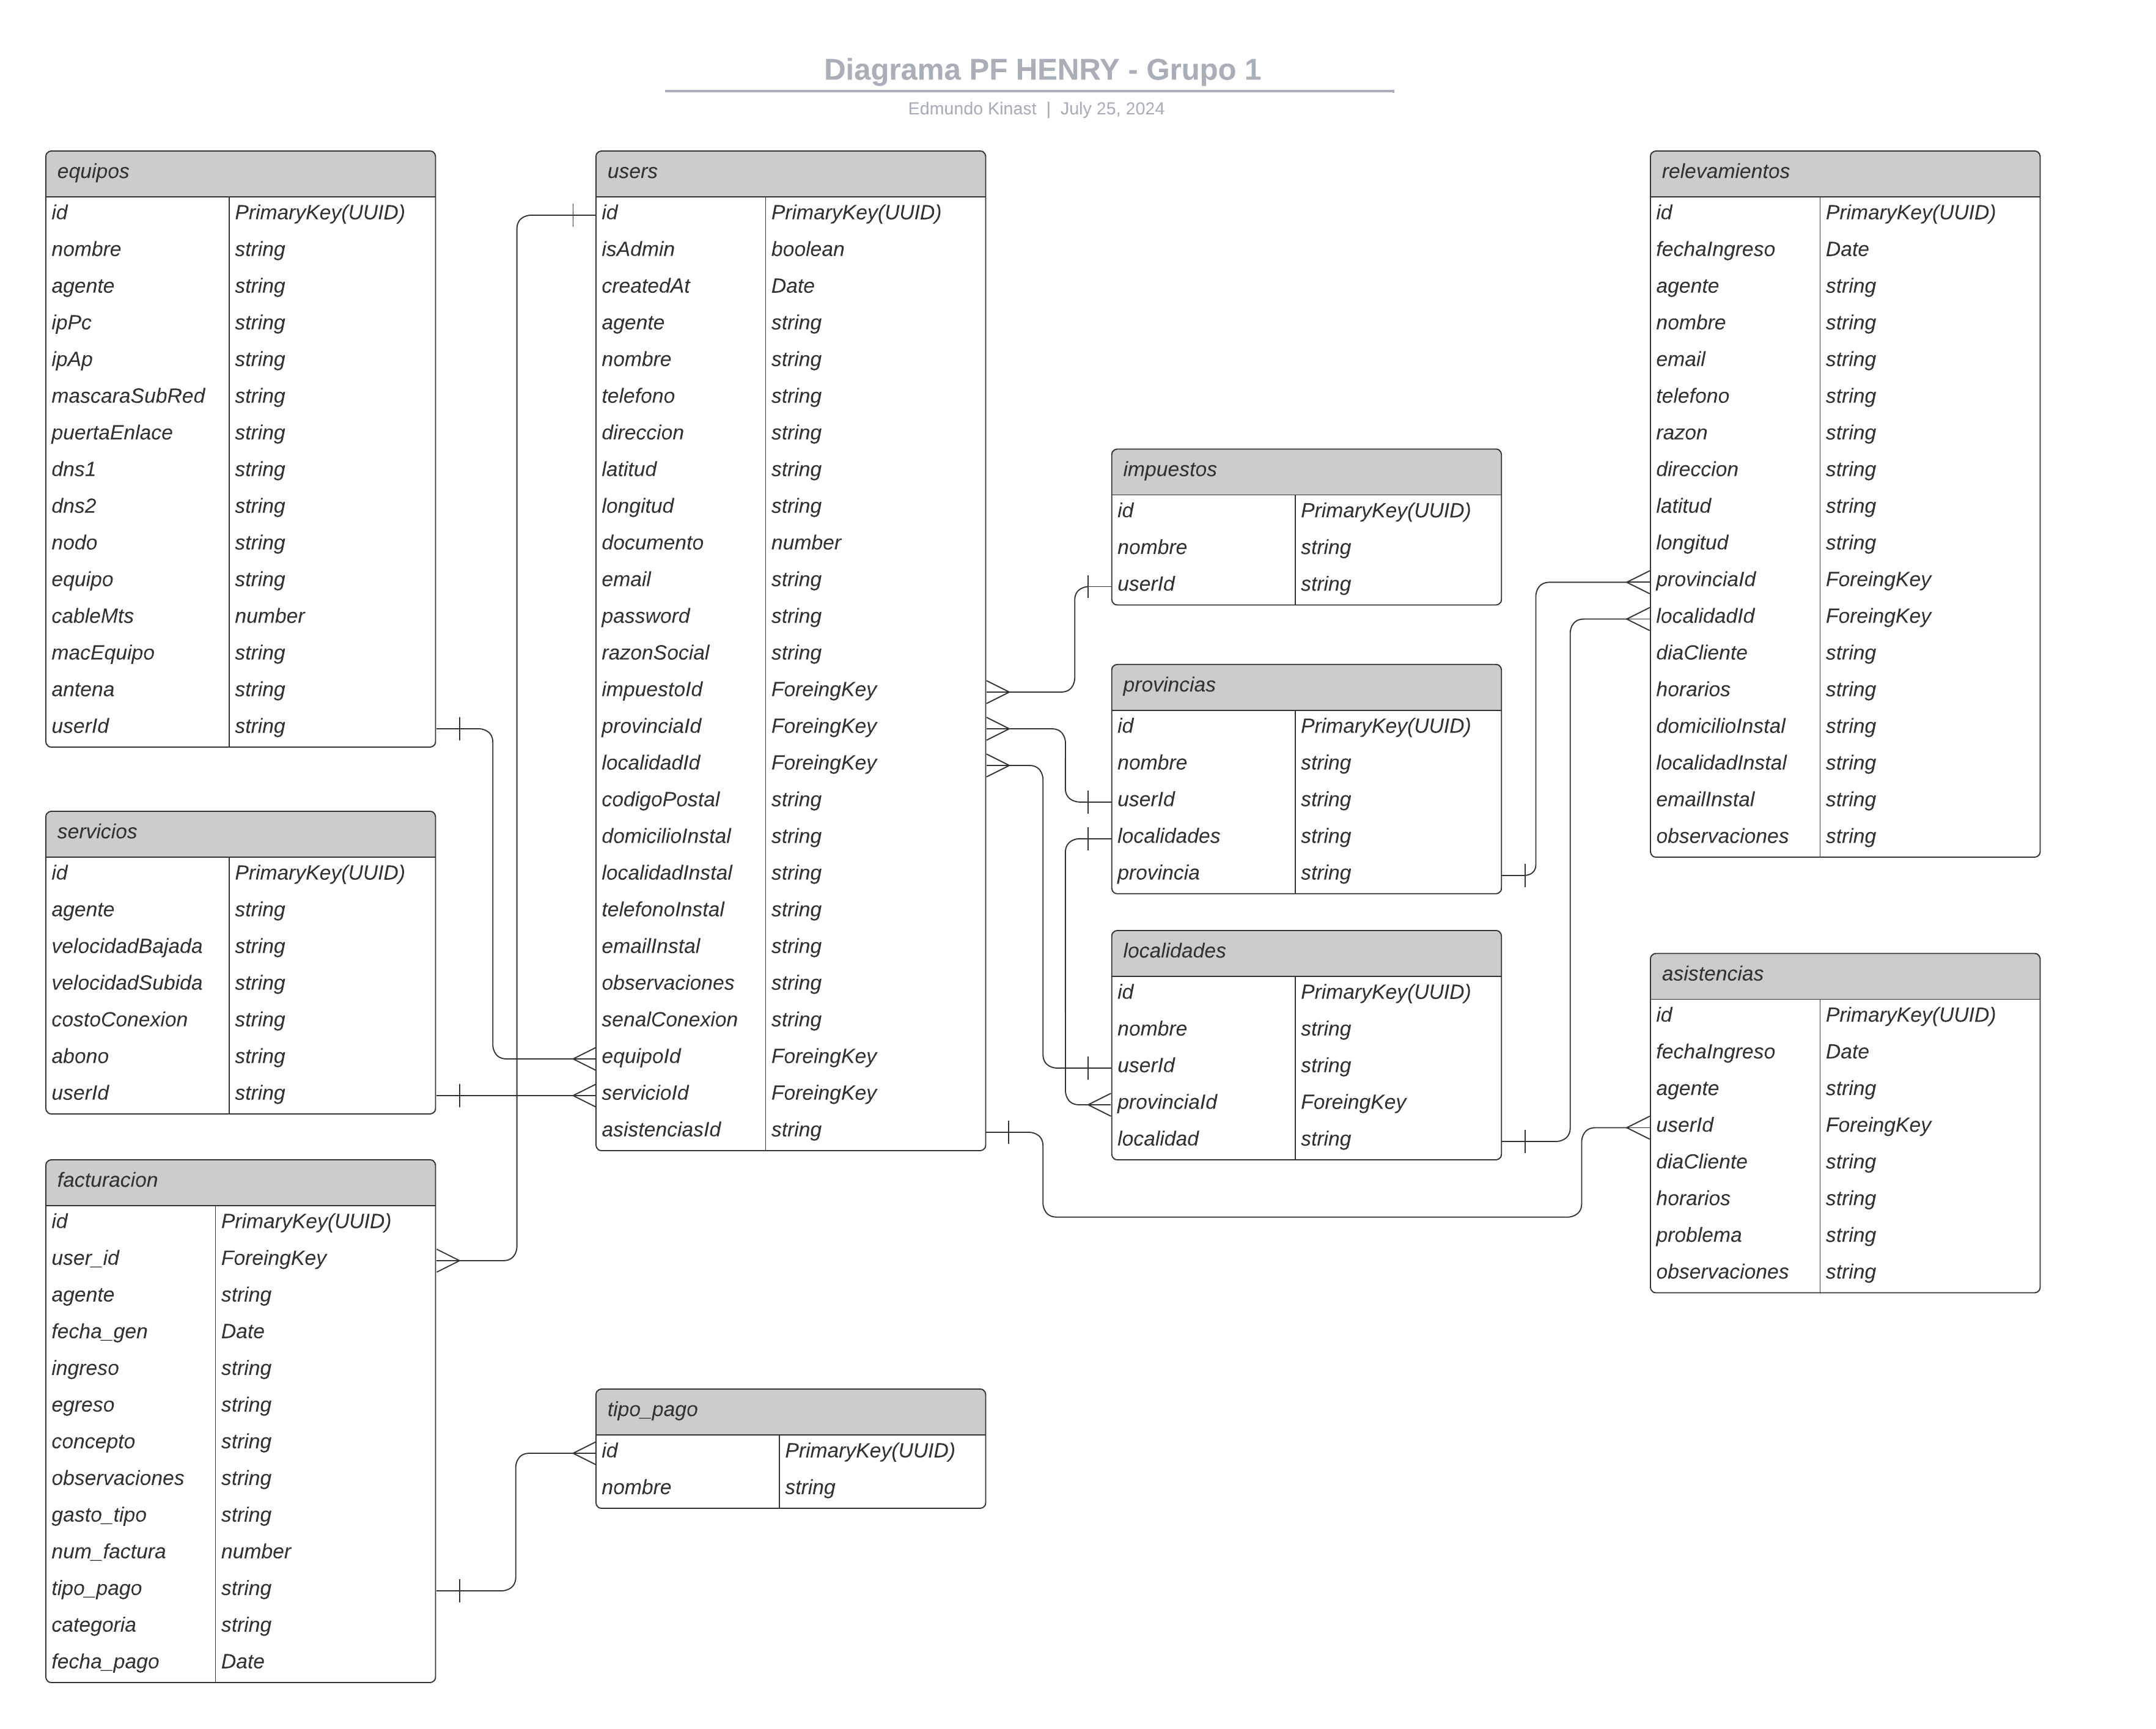 Diagrama PF HENRY - Grupo 1
Edmundo Kinast | July 25, 2024
equipos
id PrimaryKey(UUID)
nombre string
agente string
ipPc string
ipAp string
mascaraSubRed string
puertaEnlace string
dns1 string
dns2 string
nodo string
equipo string
cableMts number
macEquipo string
antena string
userId string
servicios
id PrimaryKey(UUID)
agente string
velocidadBajada string
velocidadSubida string
costoConexion string
abono string
userId string
facturacion
id PrimaryKey(UUID)
user_id ForeingKey
agente string
fecha_gen Date
ingreso string
egreso string
concepto string
observaciones string
gasto_tipo string
num_factura number
tipo_pago string
categoria string
fecha_pago Date
users
id PrimaryKey(UUID)
isAdmin boolean
createdAt Date
agente string
nombre string
telefono string
direccion string
latitud string
longitud string
documento number
email string
password string
razonSocial string
impuestoId ForeingKey
provinciaId ForeingKey
localidadId ForeingKey
codigoPostal string
domicilioInstal string
localidadInstal string
telefonoInstal string
emailInstal string
observaciones string
senalConexion string
equipoId ForeingKey
servicioId ForeingKey
asistenciasId string
tipo_pago
id PrimaryKey(UUID)
nombre string
impuestos
id PrimaryKey(UUID)
nombre string
userId string
provincias
id PrimaryKey(UUID)
nombre string
userId string
localidades string
provincia string
localidades
id PrimaryKey(UUID)
nombre string
userId string
provinciaId ForeingKey
localidad string
relevamientos
id PrimaryKey(UUID)
fechaIngreso Date
agente string
nombre string
email string
telefono string
razon string
direccion string
latitud string
longitud string
provinciaId ForeingKey
localidadId ForeingKey
diaCliente string
horarios string
domicilioInstal string
localidadInstal string
emailInstal string
observaciones string
asistencias
id PrimaryKey(UUID)
fechaIngreso Date
agente string
userId ForeingKey
diaCliente string
horarios string
problema string
observaciones string